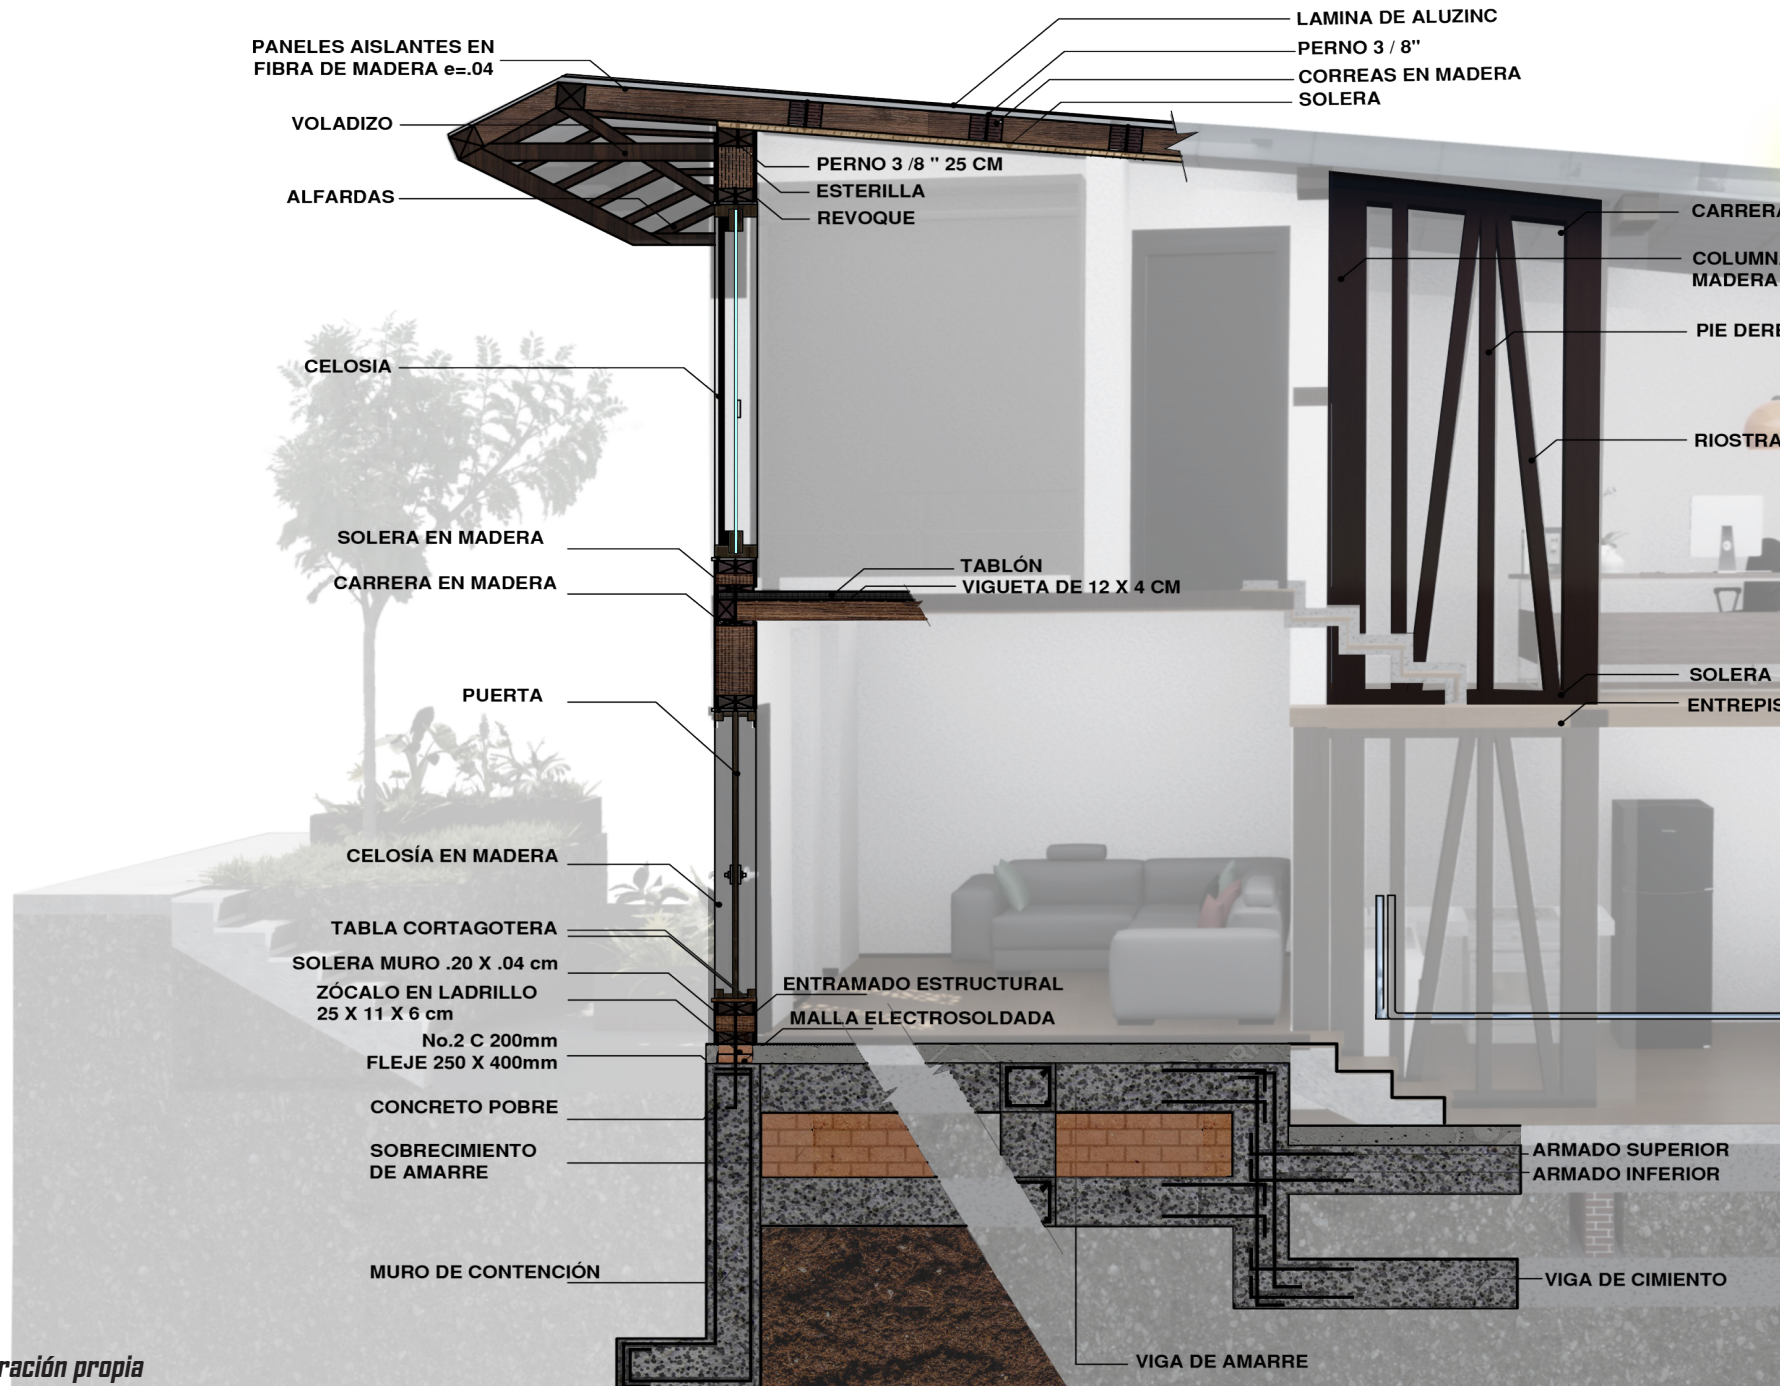 LAMINA DE ALUZINC
PANELES AISLANTES EN
FIBRA DE MADERA e=.04
PERNO 3 / 8"
CORREAS EN MADERA
SOLERA
VOLADIZO
PERNO 3 /8 " 25 CM
ESTERILLA
REVOQUE
ALFARDAS
CARRERA
COLUMNA
MADERA
PIE DERE
CELOSIA
RIOSTRA
SOLERA EN MADERA
CARRERA EN MADERA
TABLÓN
VIGUETA DE 12 X 4 CM
PUERTA
SOLERA
ENTREPIS
CELOSÍA EN MADERA
TABLA CORTAGOTERA
SOLERA MURO .20 X .04 cm
ZÓCALO EN LADRILLO
25 X 11 X 6 cm
ENTRAMADO ESTRUCTURAL
MALLA ELECTROSOLDADA
No.2 C 200mm
FLEJE 250 X 400mm
CONCRETO POBRE
SOBRECIMIENTO
DE AMARRE
ARMADO SUPERIOR
ARMADO INFERIOR
MURO DE CONTENCIÓN
VIGA DE CIMIENTO
VIGA DE AMARRE
ración propia